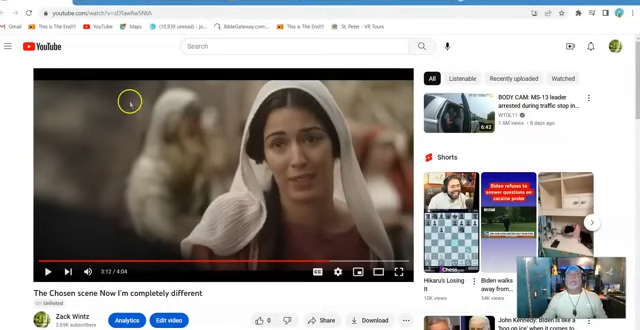 youtube.com/watch?v=zDTawRwSNtA
Gmail
This is The End!!!
YouTube
Maps
(10,939 unread) - jo...
BibleGateway.com...
This is The End!!!
St. Peter - VR Tours
YouTube
Search
All
Listenable
Recently uploaded
Watched
BODY CAM: MS-13 leader
arrested during traffic stop in...
WTOL11
1.8M views • 8 days ago
6:43
Shorts
Biden refuses to
answer questions on
cocaine probe
Chess
Hikaru's
Losing It
10K views
Biden walks
away from...
34K views
3:12 / 4:04
The Chosen scene Now I'm completely different
Unlisted
Zack Wintz
3.69K subscribers
Analytics
Edit video
0
Share
Download
John Kennedy: Biden is like
a 'hog on ice' when it comes to